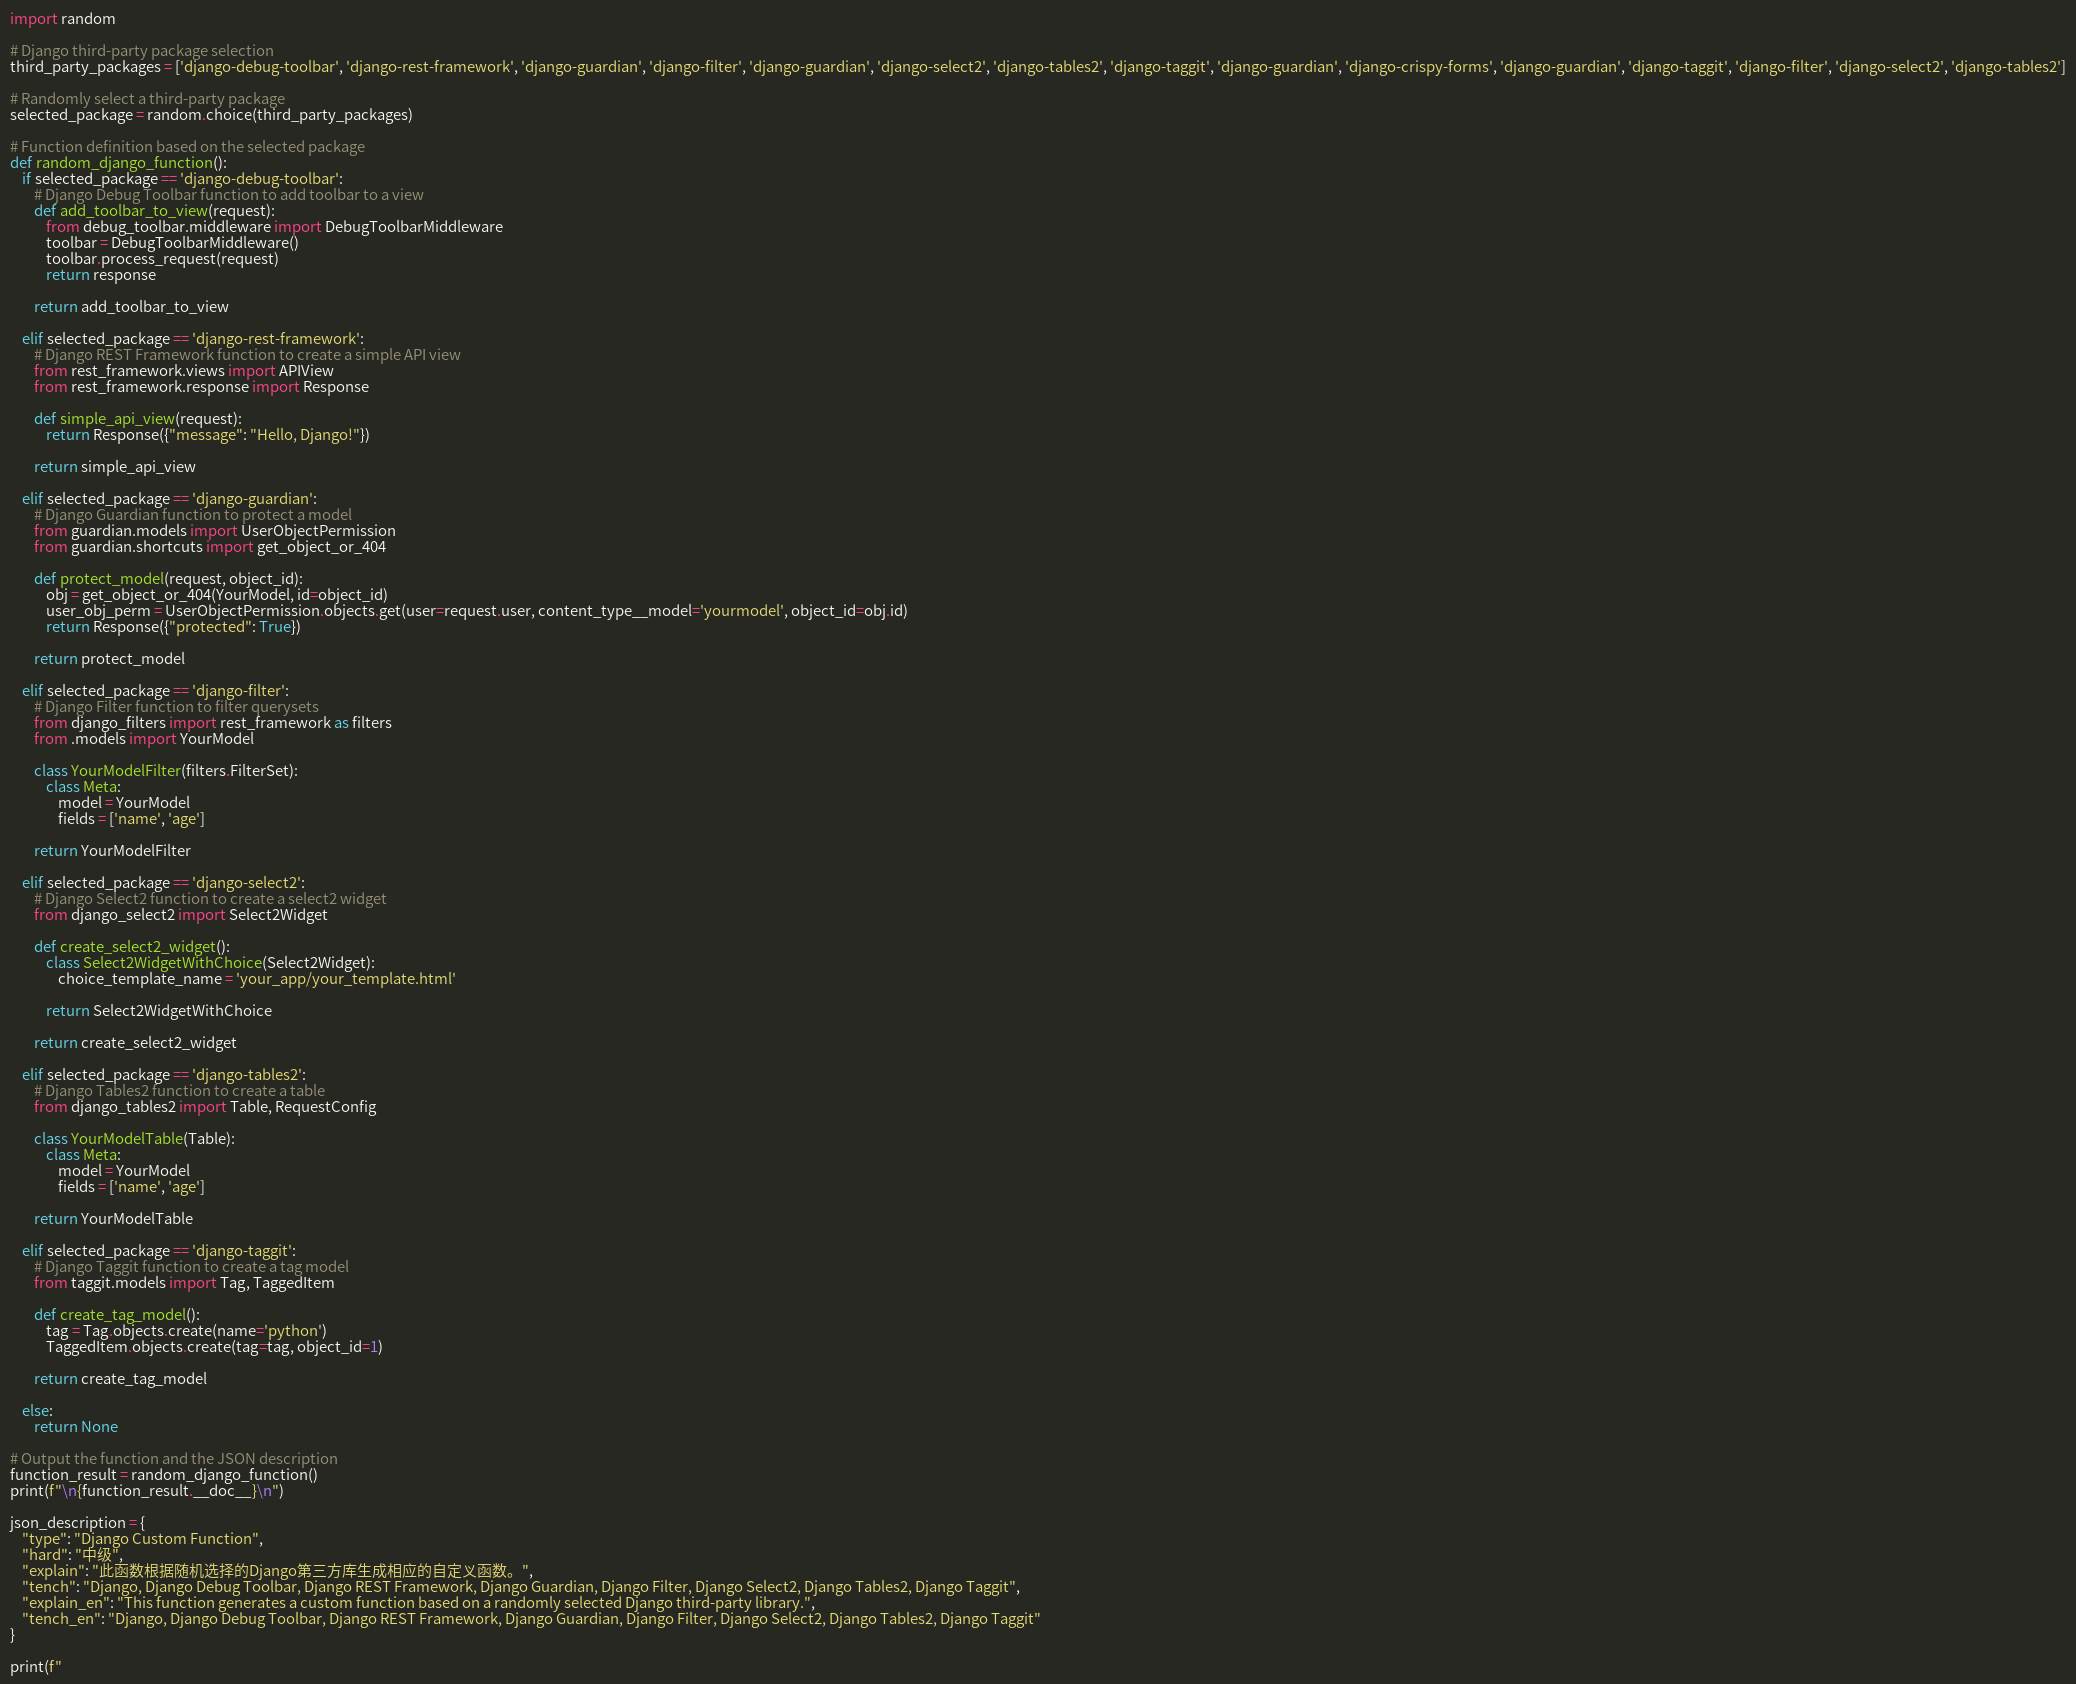 import random
# Django third-party package selection
third_party_packages = ['django-debug-toolbar', 'django-rest-framework', 'django-guardian', 'django-filter', 'django-guardian', 'django-select2', 'django-tables2', 'django-taggit', 'django-guardian', 'django-crispy-forms', 'django-guardian', 'django-taggit', 'django-filter', 'django-select2', 'django-tables2']
# Randomly select a third-party package
selected_package = random.choice(third_party_packages)
# Function definition based on the selected package
def random_django_function():
    if selected_package == 'django-debug-toolbar':
        # Django Debug Toolbar function to add toolbar to a view
        def add_toolbar_to_view(request):
            from debug_toolbar.middleware import DebugToolbarMiddleware
            toolbar = DebugToolbarMiddleware()
            toolbar.process_request(request)
            return response
        return add_toolbar_to_view
    elif selected_package == 'django-rest-framework':
        # Django REST Framework function to create a simple API view
        from rest_framework.views import APIView
        from rest_framework.response import Response
        def simple_api_view(request):
            return Response({"message": "Hello, Django!"})
        return simple_api_view
    elif selected_package == 'django-guardian':
        # Django Guardian function to protect a model
        from guardian.models import UserObjectPermission
        from guardian.shortcuts import get_object_or_404
        def protect_model(request, object_id):
            obj = get_object_or_404(YourModel, id=object_id)
            user_obj_perm = UserObjectPermission.objects.get(user=request.user, content_type__model='yourmodel', object_id=obj.id)
            return Response({"protected": True})
        return protect_model
    elif selected_package == 'django-filter':
        # Django Filter function to filter querysets
        from django_filters import rest_framework as filters
        from .models import YourModel
        class YourModelFilter(filters.FilterSet):
            class Meta:
                model = YourModel
                fields = ['name', 'age']
        return YourModelFilter
    elif selected_package == 'django-select2':
        # Django Select2 function to create a select2 widget
        from django_select2 import Select2Widget
        def create_select2_widget():
            class Select2WidgetWithChoice(Select2Widget):
                choice_template_name = 'your_app/your_template.html'
            return Select2WidgetWithChoice
        return create_select2_widget
    elif selected_package == 'django-tables2':
        # Django Tables2 function to create a table
        from django_tables2 import Table, RequestConfig
        class YourModelTable(Table):
            class Meta:
                model = YourModel
                fields = ['name', 'age']
        return YourModelTable
    elif selected_package == 'django-taggit':
        # Django Taggit function to create a tag model
        from taggit.models import Tag, TaggedItem
        def create_tag_model():
            tag = Tag.objects.create(name='python')
            TaggedItem.objects.create(tag=tag, object_id=1)
        return create_tag_model
    else:
        return None
# Output the function and the JSON description
function_result = random_django_function()
print(f"\n{function_result.__doc__}\n")
json_description = {
    "type": "Django Custom Function",
    "hard": "中级",
    "explain": "此函数根据随机选择的Django第三方库生成相应的自定义函数。",
    "tench": "Django, Django Debug Toolbar, Django REST Framework, Django Guardian, Django Filter, Django Select2, Django Tables2, Django Taggit",
    "explain_en": "This function generates a custom function based on a randomly selected Django third-party library.",
    "tench_en": "Django, Django Debug Toolbar, Django REST Framework, Django Guardian, Django Filter, Django Select2, Django Tables2, Django Taggit"
}
print(f"